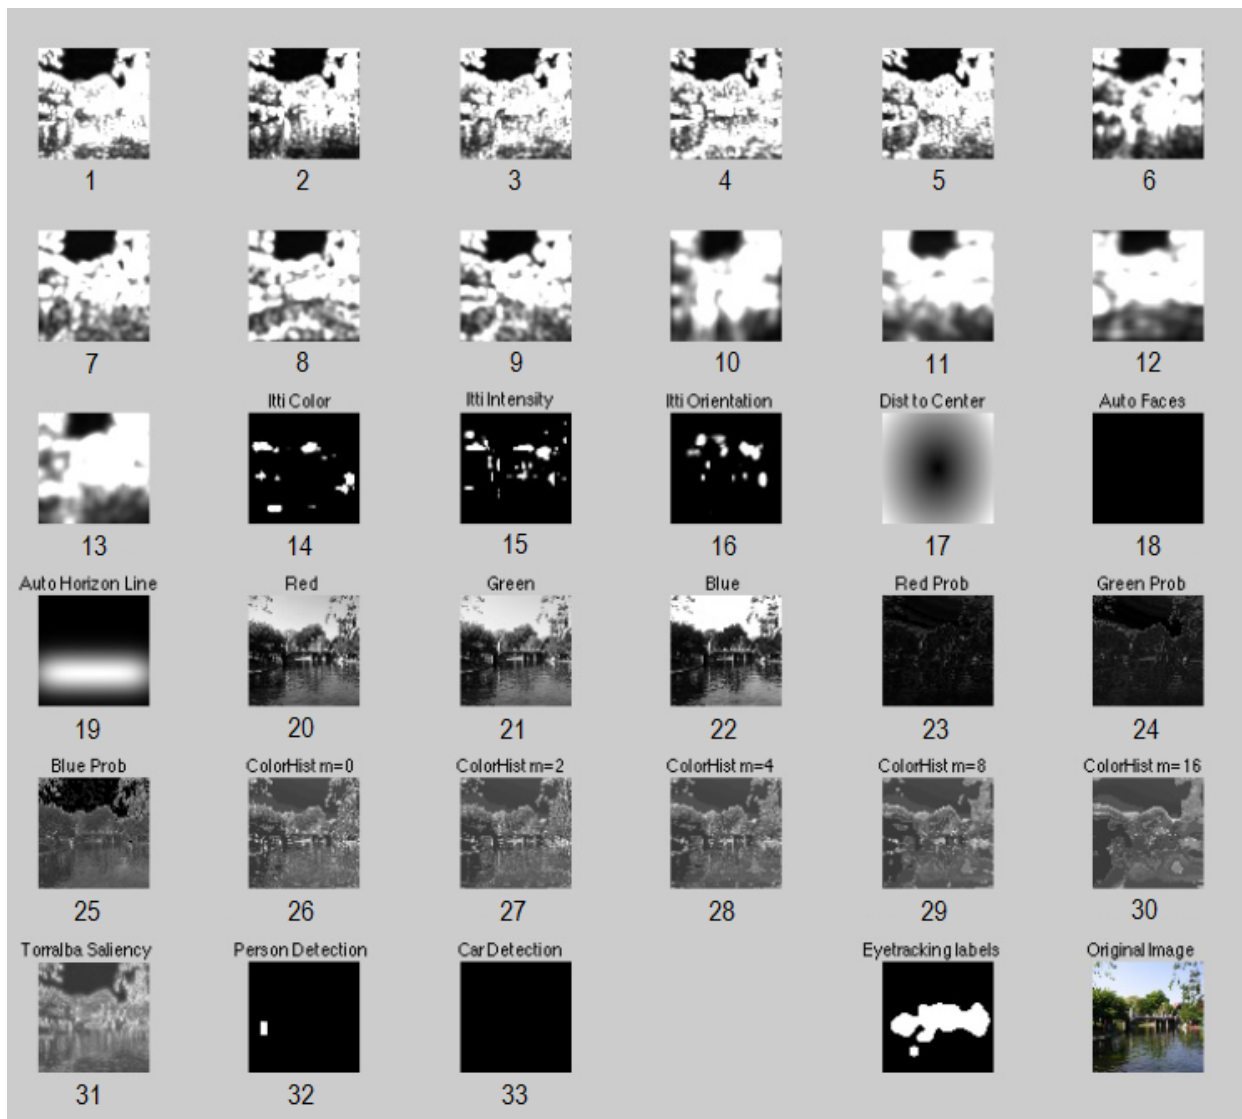 1 2 3 4 5 6
7 8 9 10 11 12
Itti Color Itti Intensity Itti Orientation Dist to Center Auto Faces
13 14 15 16 17 18
Auto Horizon Line Red Green Blue Red Prob Green Prob
19 20 21 22 23 24
Blue Prob ColorHist m=0 ColorHist m=2 ColorHist m=4 ColorHist m=8 ColorHist m=16
25 26 27 28 29 30
Torralba Saliency Person Detection Car Detection Eyetracking labels Original Image
31 32 33